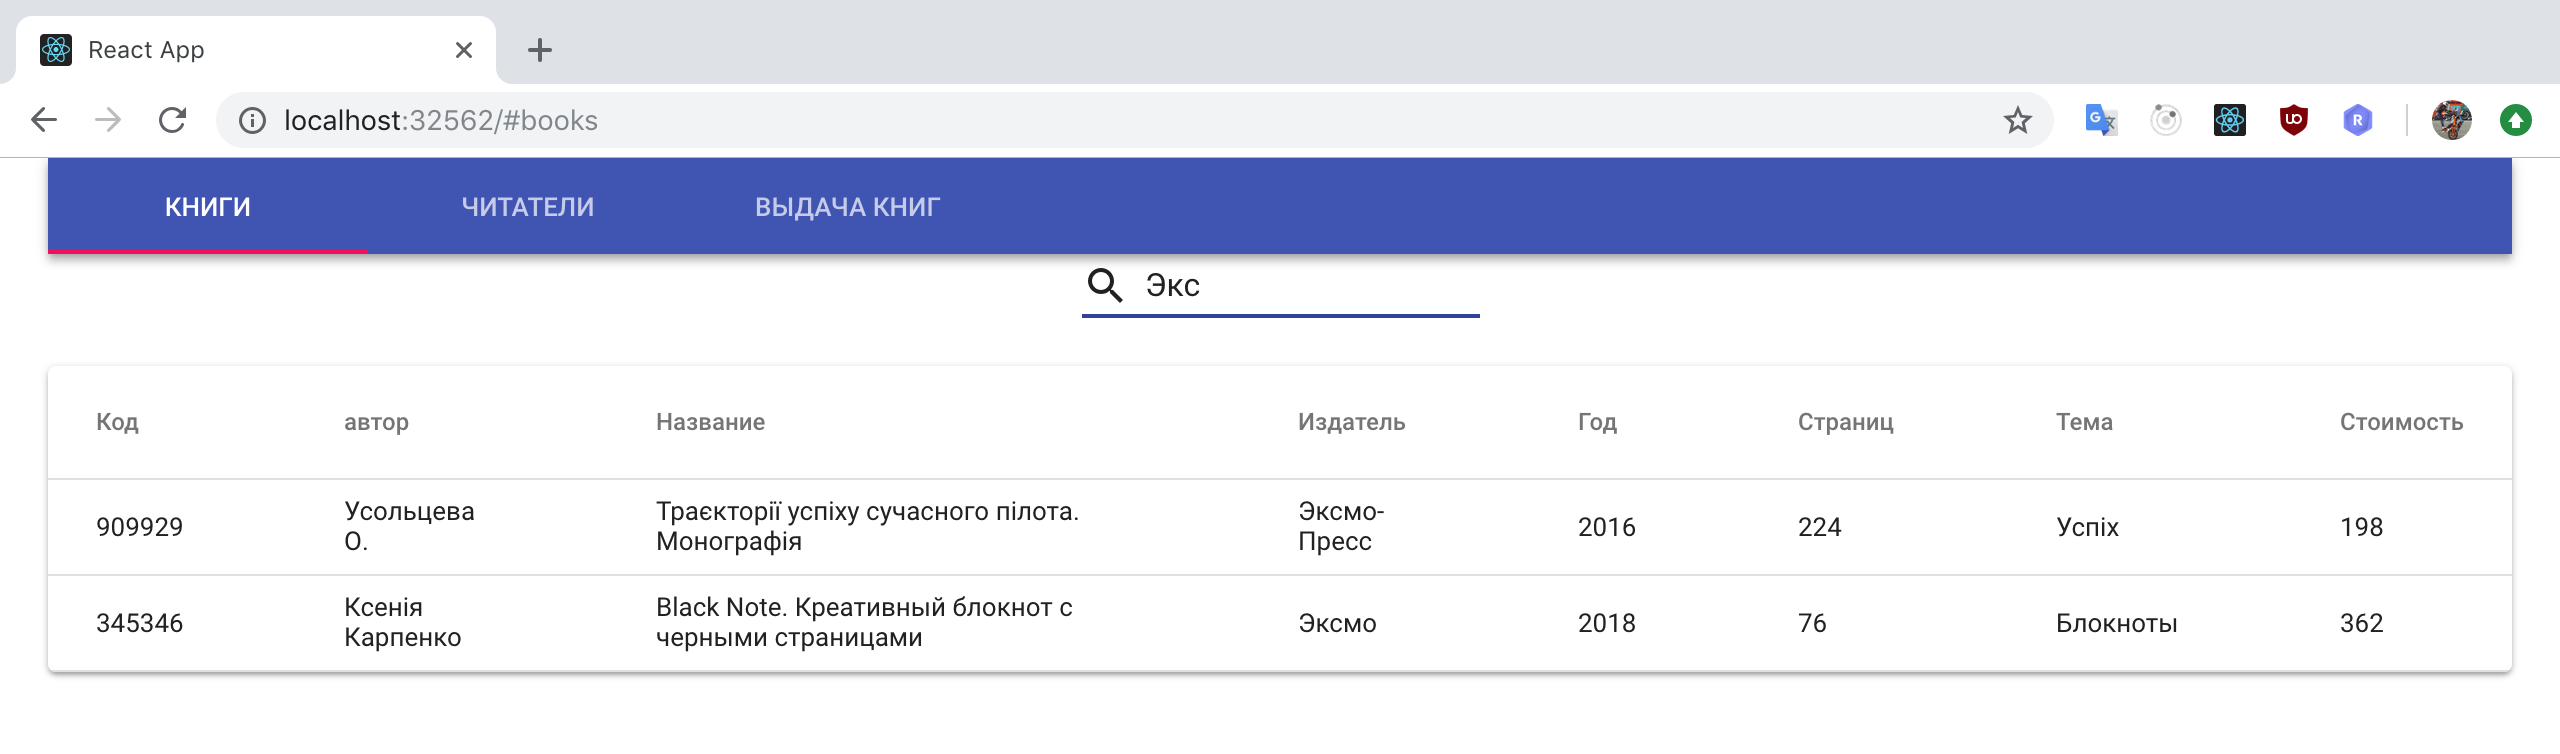 React App
localhost:32562/#books
КНИГИ ЧИТАТЕЛИ ВЫДАЧА КНИГ
Экс
Код автор Название Издатель Год Страниц Тема Стоимость
909929 Усольцева О. Траєкторії успіху сучасного пілота. Монографія Эксмо-Пресс 2016 224 Успіх 198
345346 Ксенія Карпенко Black Note. Креативный блокнот с черными страницами Эксмо 2018 76 Блокноты 362